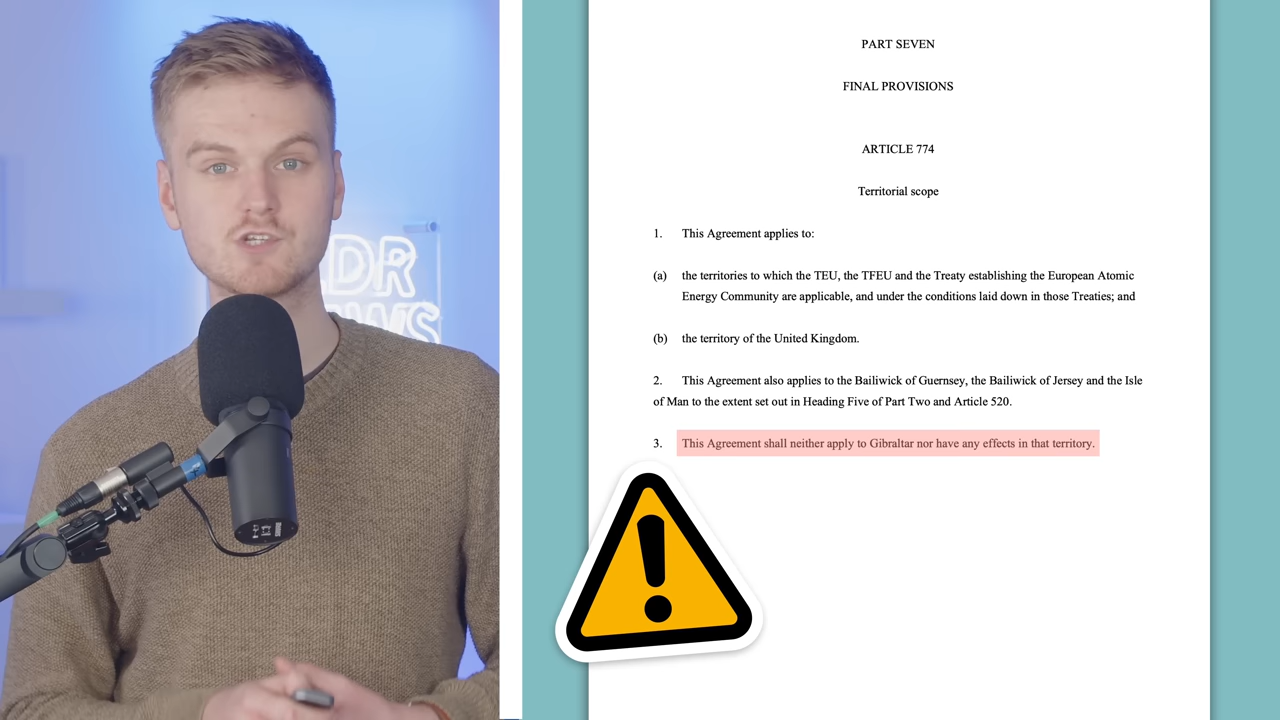 DR
PART SEVEN
FINAL PROVISIONS
ARTICLE 774
Territorial scope
1. This Agreement applies to:
(a) the territories to which the TEU, the TFEU and the Treaty establishing the European Atomic
Energy Community are applicable, and under the conditions laid down in those Treaties; and
(b) the territory of the United Kingdom.
2. This Agreement also applies to the Bailiwick of Guernsey, the Bailiwick of Jersey and the Isle
of Man to the extent set out in Heading Five of Part Two and Article 520.
3. This Agreement shall neither apply to Gibraltar nor have any effects in that territory.